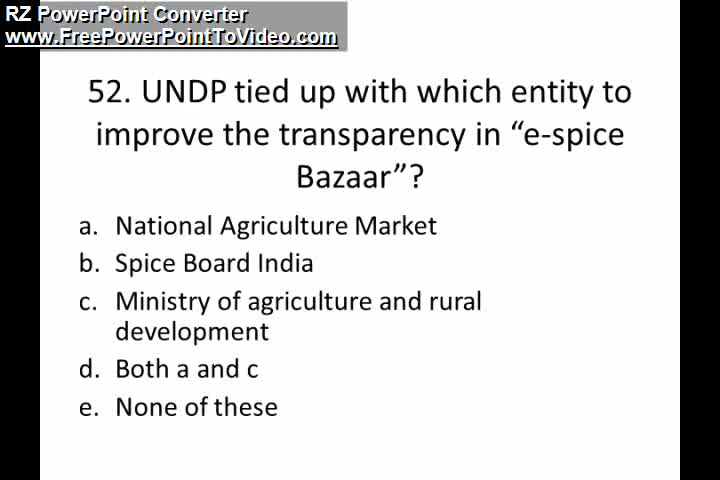 RZ PowerPoint Converter
www.FreePowerPointToVideo.com
52. UNDP tied up with which entity to
improve the transparency in “e-spice
Bazaar”?
a. National Agriculture Market
b. Spice Board India
c. Ministry of agriculture and rural
development
d. Both a and c
e. None of these